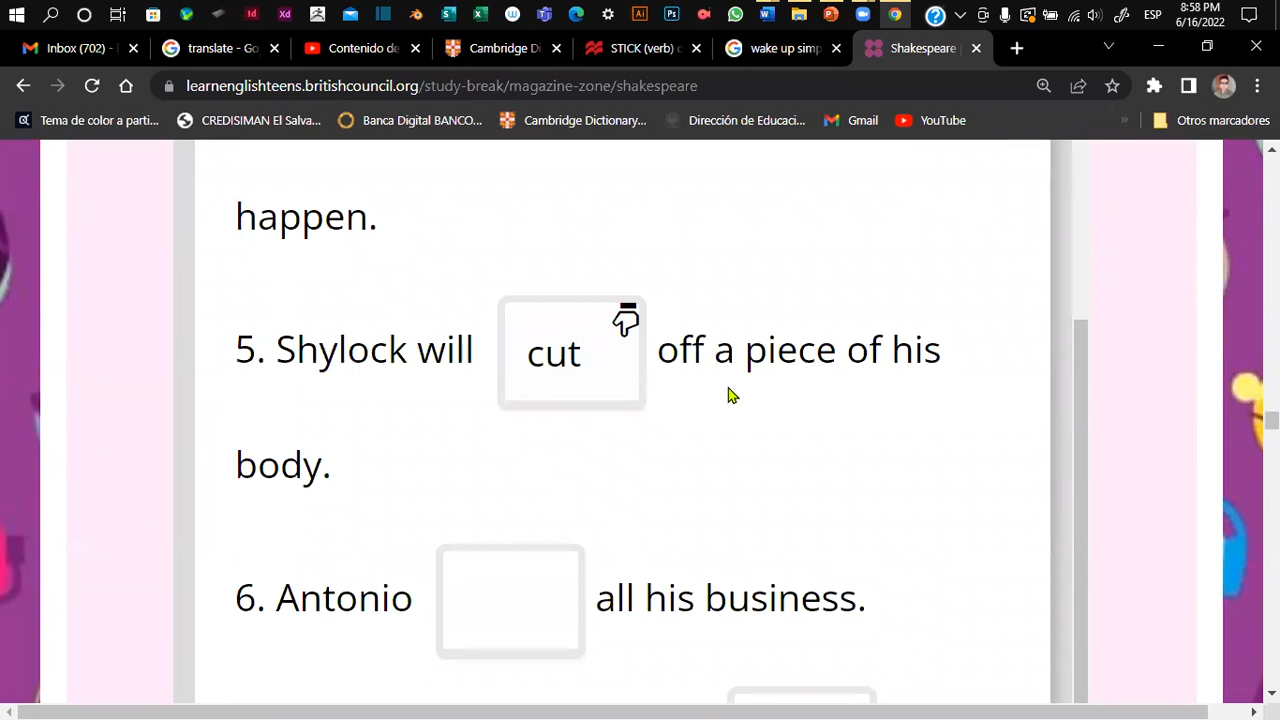 8:58 PM
ESP
6/16/2022
Inbox (702) -
translate - Go
Contenido de
Cambridge Di
STICK (verb) c
wake up simp
Shakespeare
learnenglishteens.britishcouncil.org/study-break/magazine-zone/shakespeare
Tema de color a parti...
CREDISIMAN El Salva...
Banca Digital BANCO...
Cambridge Dictionary...
Dirección de Educaci...
Gmail
YouTube
Otros marcadores
happen.
5. Shylock will cut off a piece of his
body.
6. Antonio all his business.